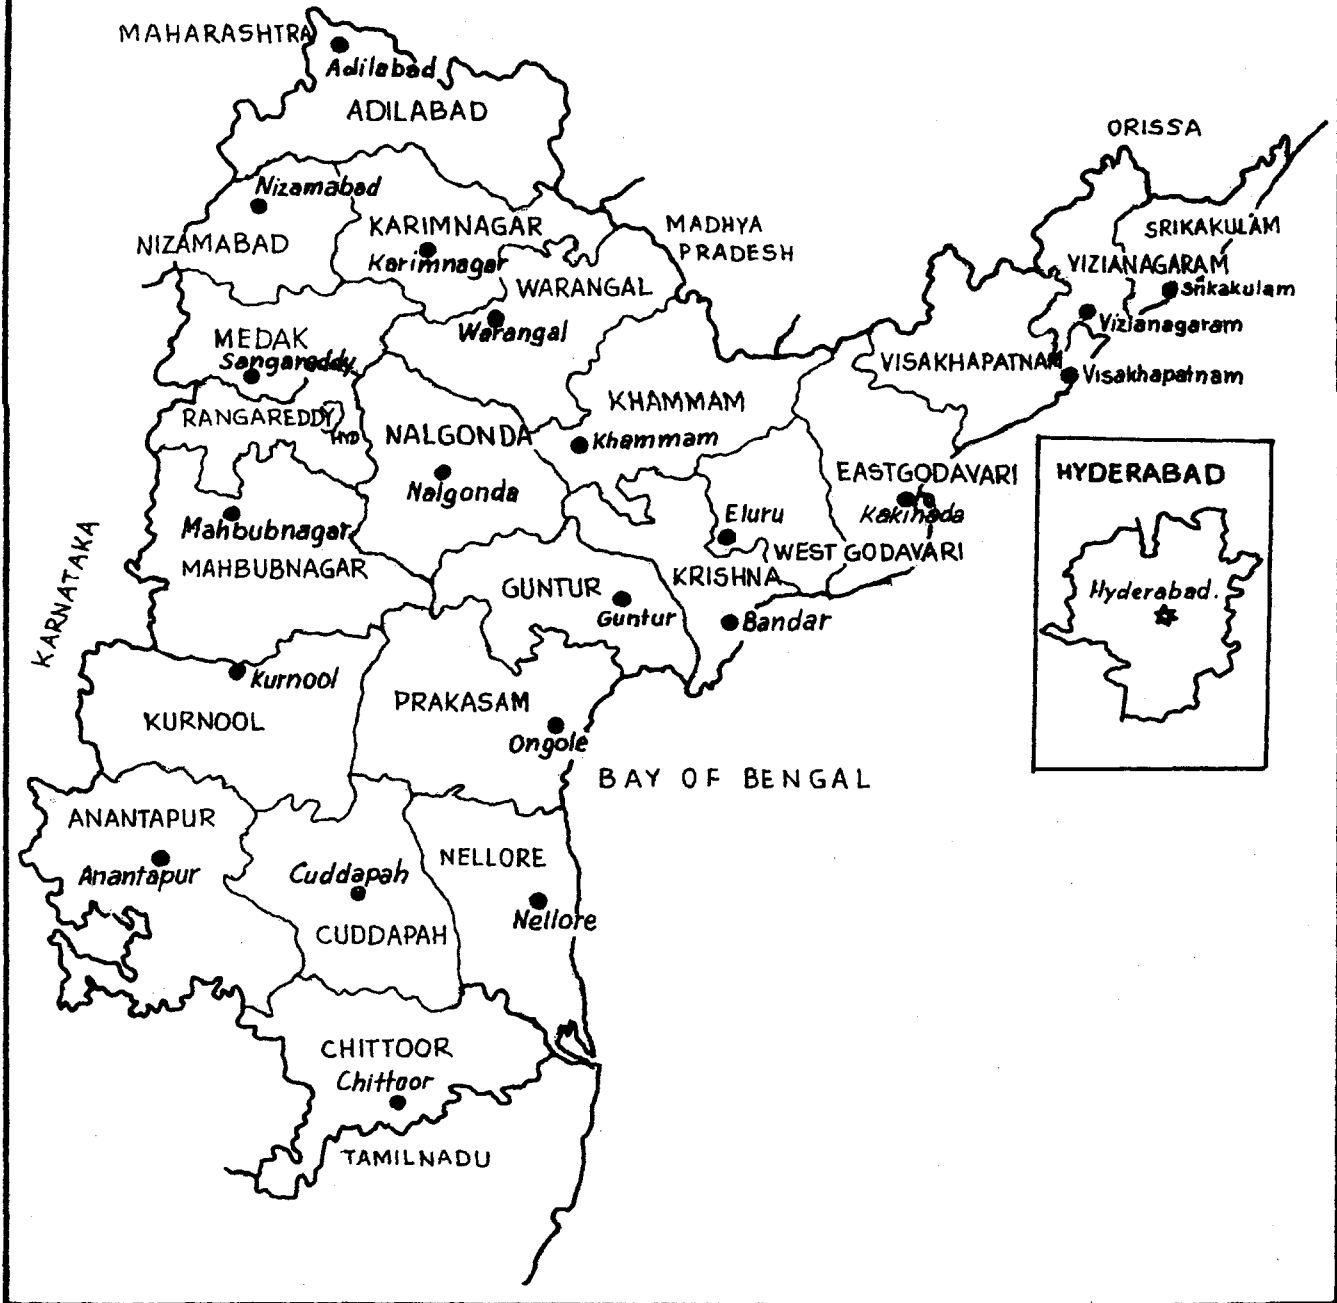 MAHARASHTRA
Adilabad
ADILABAD
ORISSA
Nizamabad
NIZAMABAD
KARIMNAGAR
Karimnagar
MADHYA
PRADESH
SRIKAKULAM
VIZIANAGARAM
Srikakulam
WARANGAL
Warangal
Vizianagaram
MEDAK
Sangareddy
VISAKHAPATNAM
Visakhapatnam
RANGAREDDY
HYD
NALGONDA
Nalgonda
KHAMMAM
Khammam
EASTGODAVARI
Kakinada
HYDERABAD
Hyderabad.
Mahbubnagar
MAHBUBNAGAR
Eluru
WEST GODAVARI
KARNATAKA
GUNTUR
Guntur
KRISHNA
Bandar
Kurnool
KURNOOL
PRAKASAM
Ongole
BAY OF BENGAL
ANANTAPUR
Anantapur
Cuddapah
CUDDAPAH
NELLORE
Nellore
CHITTOOR
Chittoor
TAMILNADU